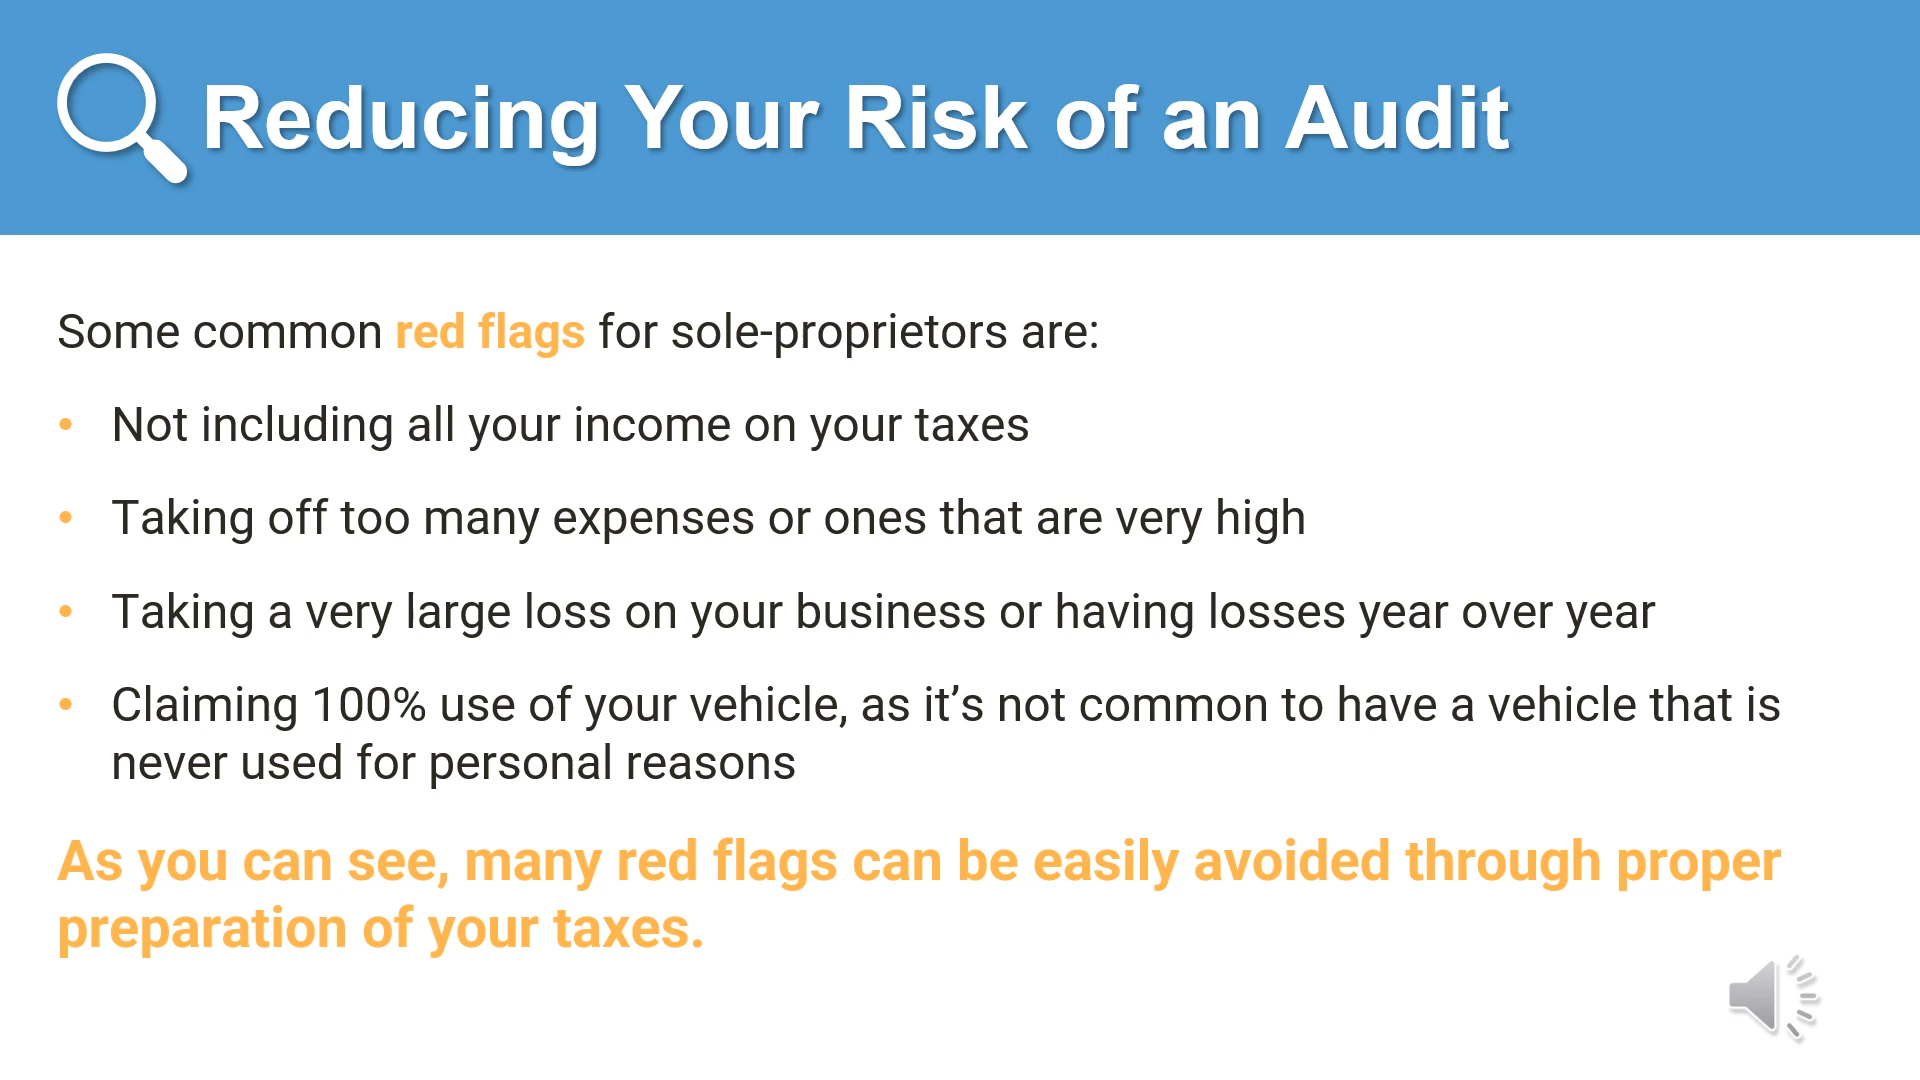 Reducing Your Risk of an Audit
Some common red flags for sole-proprietors are:
• Not including all your income on your taxes
• Taking off too many expenses or ones that are very high
• Taking a very large loss on your business or having losses year over year
• Claiming 100% use of your vehicle, as it’s not common to have a vehicle that is
never used for personal reasons
As you can see, many red flags can be easily avoided through proper
preparation of your taxes.